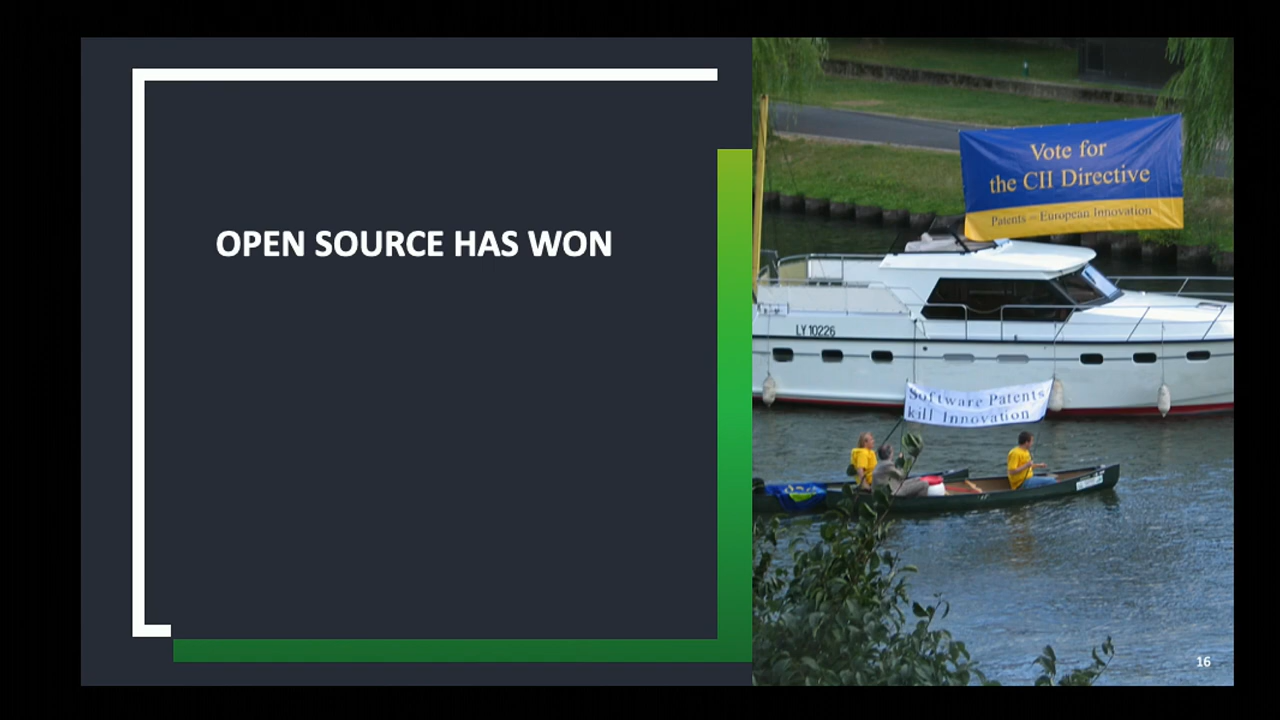 OPEN SOURCE HAS WON
Vote for
the CII Directive
Patents = European Innovation
LY 10226
Software Patents
kill Innovation
16